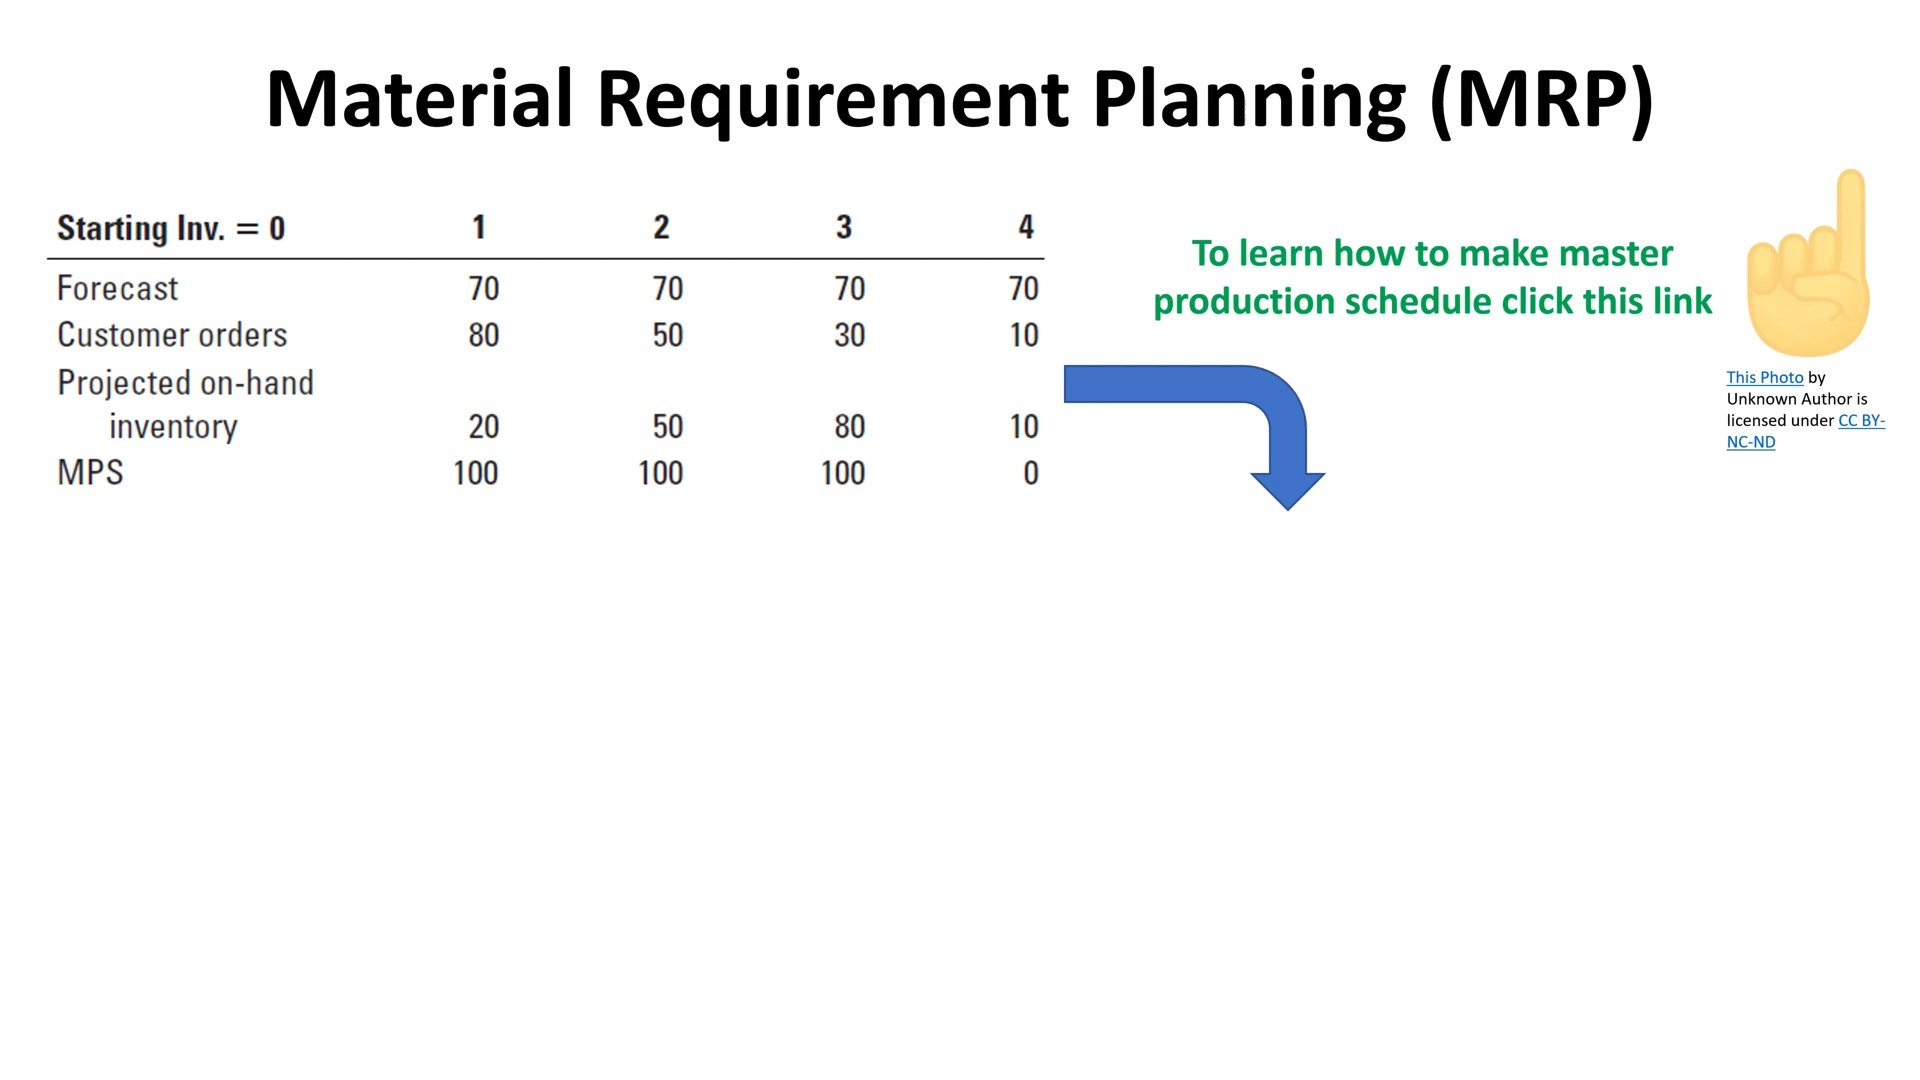 Material Requirement Planning (MRP)
Starting Inv. = 0 1 2 3 4
Forecast 70 70 70 70
Customer orders 80 50 30 10
Projected on-hand
inventory 20 50 80 10
MPS 100 100 100 0
To learn how to make master
production schedule click this link
This Photo by
Unknown Author is
licensed under CC BY-
NC-ND